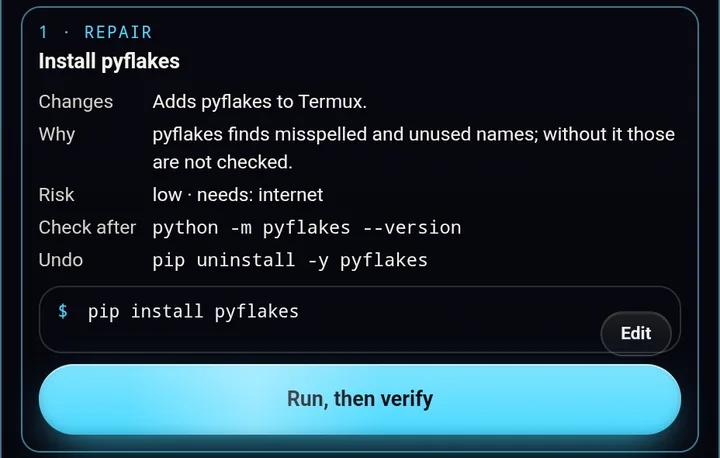 1 · REPAIR
Install pyflakes
Changes Adds pyflakes to Termux.
Why pyflakes finds misspelled and unused names; without it those
are not checked.
Risk low · needs: internet
Check after python -m pyflakes --version
Undo pip uninstall -y pyflakes
$ pip install pyflakes
Edit
Run, then verify